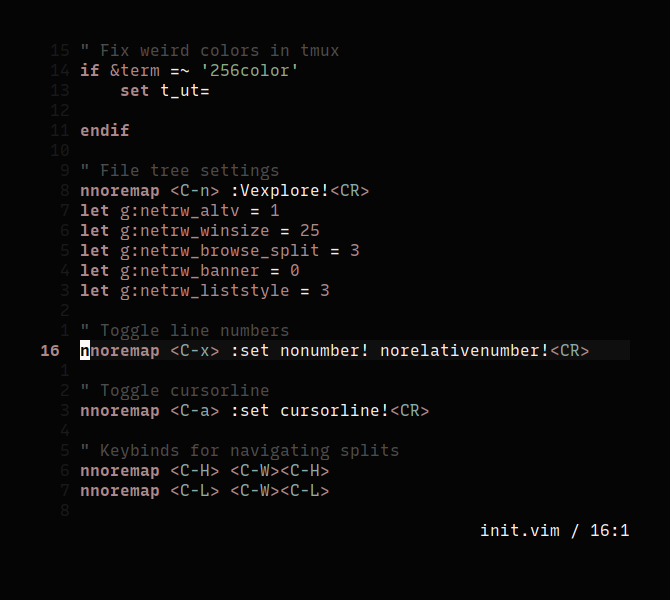 15 " Fix weird colors in tmux
14 if &term =~ '256color'
13     set t_ut=
12
11 endif
10
9 " File tree settings
8 nnoremap <C-n> :Vexplore!<CR>
7 let g:netrw_altv = 1
6 let g:netrw_winsize = 25
5 let g:netrw_browse_split = 3
4 let g:netrw_banner = 0
3 let g:netrw_liststyle = 3
2
1 " Toggle line numbers
16 nnoremap <C-x> :set nonumber! norelativenumber!<CR>
1
2 " Toggle cursorline
3 nnoremap <C-a> :set cursorline!<CR>
4
5 " Keybinds for navigating splits
6 nnoremap <C-H> <C-W><C-H>
7 nnoremap <C-L> <C-W><C-L>
8
init.vim / 16:1